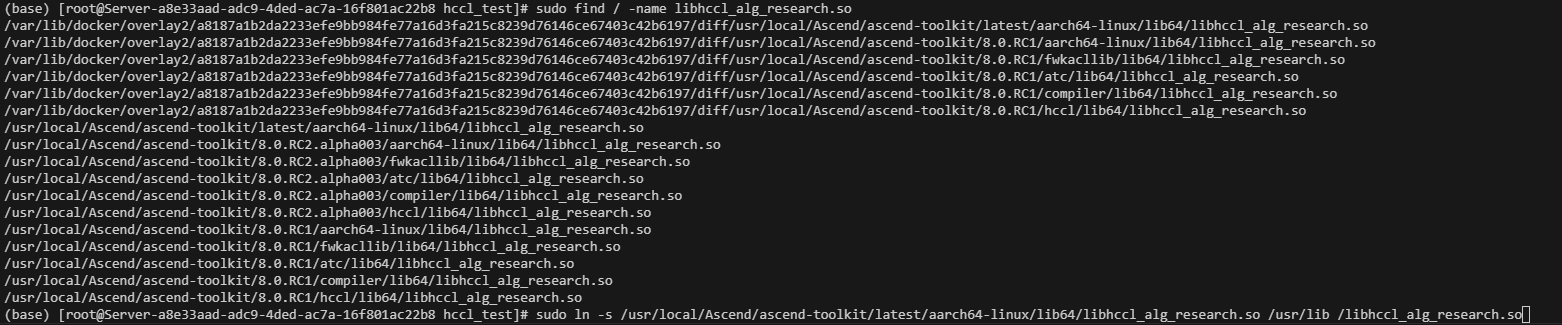 (base) [root@Server-a8e33aad-adc9-4ded-ac7a-16f801ac22b8 hccl_test]# sudo find / -name libhccl_alg_research.so
/var/lib/docker/overlay2/a8187a1b2da2233efe9bb984fe77a16d3fa215c8239d76146ce67403c42b6197/diff/usr/local/Ascend/ascend-toolkit/latest/aarch64-linux/lib64/libhccl_alg_research.so
/var/lib/docker/overlay2/a8187a1b2da2233efe9bb984fe77a16d3fa215c8239d76146ce67403c42b6197/diff/usr/local/Ascend/ascend-toolkit/8.0.RC1/aarch64-linux/lib64/libhccl_alg_research.so
/var/lib/docker/overlay2/a8187a1b2da2233efe9bb984fe77a16d3fa215c8239d76146ce67403c42b6197/diff/usr/local/Ascend/ascend-toolkit/8.0.RC1/fwkacllib/lib64/libhccl_alg_research.so
/var/lib/docker/overlay2/a8187a1b2da2233efe9bb984fe77a16d3fa215c8239d76146ce67403c42b6197/diff/usr/local/Ascend/ascend-toolkit/8.0.RC1/atc/lib64/libhccl_alg_research.so
/var/lib/docker/overlay2/a8187a1b2da2233efe9bb984fe77a16d3fa215c8239d76146ce67403c42b6197/diff/usr/local/Ascend/ascend-toolkit/8.0.RC1/compiler/lib64/libhccl_alg_research.so
/var/lib/docker/overlay2/a8187a1b2da2233efe9bb984fe77a16d3fa215c8239d76146ce67403c42b6197/diff/usr/local/Ascend/ascend-toolkit/8.0.RC1/hccl/lib64/libhccl_alg_research.so
/usr/local/Ascend/ascend-toolkit/latest/aarch64-linux/lib64/libhccl_alg_research.so
/usr/local/Ascend/ascend-toolkit/8.0.RC2.alpha003/aarch64-linux/lib64/libhccl_alg_research.so
/usr/local/Ascend/ascend-toolkit/8.0.RC2.alpha003/fwkacllib/lib64/libhccl_alg_research.so
/usr/local/Ascend/ascend-toolkit/8.0.RC2.alpha003/atc/lib64/libhccl_alg_research.so
/usr/local/Ascend/ascend-toolkit/8.0.RC2.alpha003/compiler/lib64/libhccl_alg_research.so
/usr/local/Ascend/ascend-toolkit/8.0.RC2.alpha003/hccl/lib64/libhccl_alg_research.so
/usr/local/Ascend/ascend-toolkit/8.0.RC1/aarch64-linux/lib64/libhccl_alg_research.so
/usr/local/Ascend/ascend-toolkit/8.0.RC1/fwkacllib/lib64/libhccl_alg_research.so
/usr/local/Ascend/ascend-toolkit/8.0.RC1/atc/lib64/libhccl_alg_research.so
/usr/local/Ascend/ascend-toolkit/8.0.RC1/compiler/lib64/libhccl_alg_research.so
/usr/local/Ascend/ascend-toolkit/8.0.RC1/hccl/lib64/libhccl_alg_research.so
(base) [root@Server-a8e33aad-adc9-4ded-ac7a-16f801ac22b8 hccl_test]# sudo ln -s /usr/local/Ascend/ascend-toolkit/latest/aarch64-linux/lib64/libhccl_alg_research.so /usr/lib /libhccl_alg_research.so